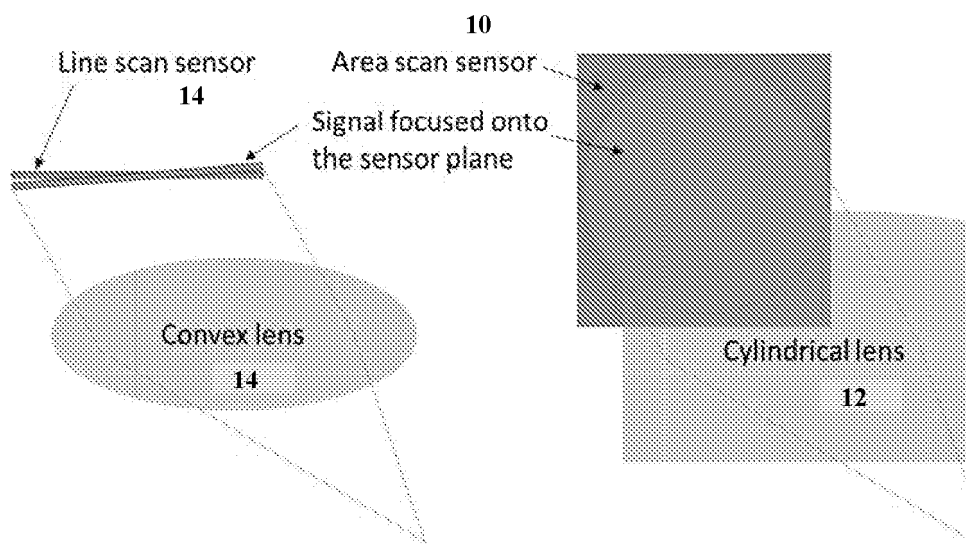 10
Line scan sensor
14
Area scan sensor
Signal focused onto
the sensor plane
Convex lens
14
Cylindrical lens
12